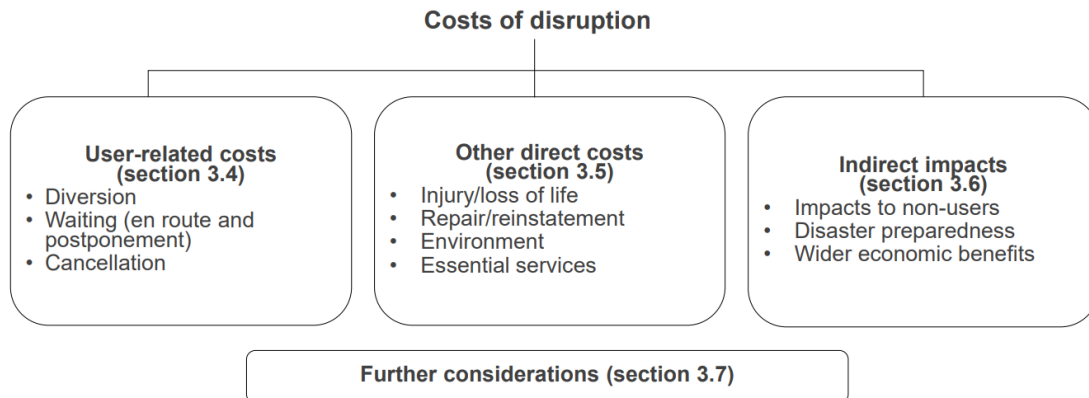 Costs of disruption
User-related costs
(section 3.4)
• Diversion
• Waiting (en route and
postponement)
• Cancellation
Other direct costs
(section 3.5)
• Injury/loss of life
• Repair/reinstatement
• Environment
• Essential services
Indirect impacts
(section 3.6)
• Impacts to non-users
• Disaster preparedness
• Wider economic benefits
Further considerations (section 3.7)